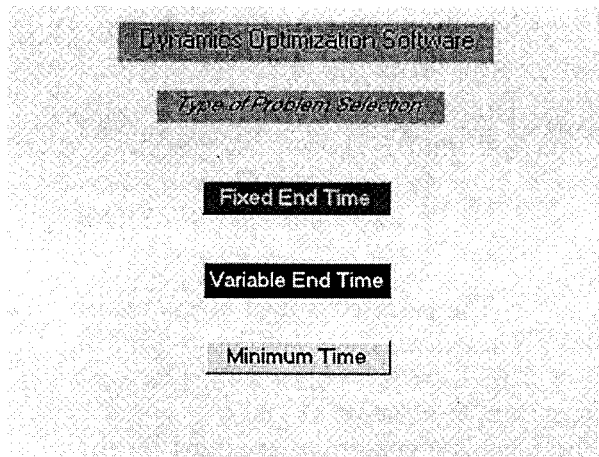 Dynamics Optimization Software
Type of Problem Selection
Fixed End Time
Variable End Time
Minimum Time